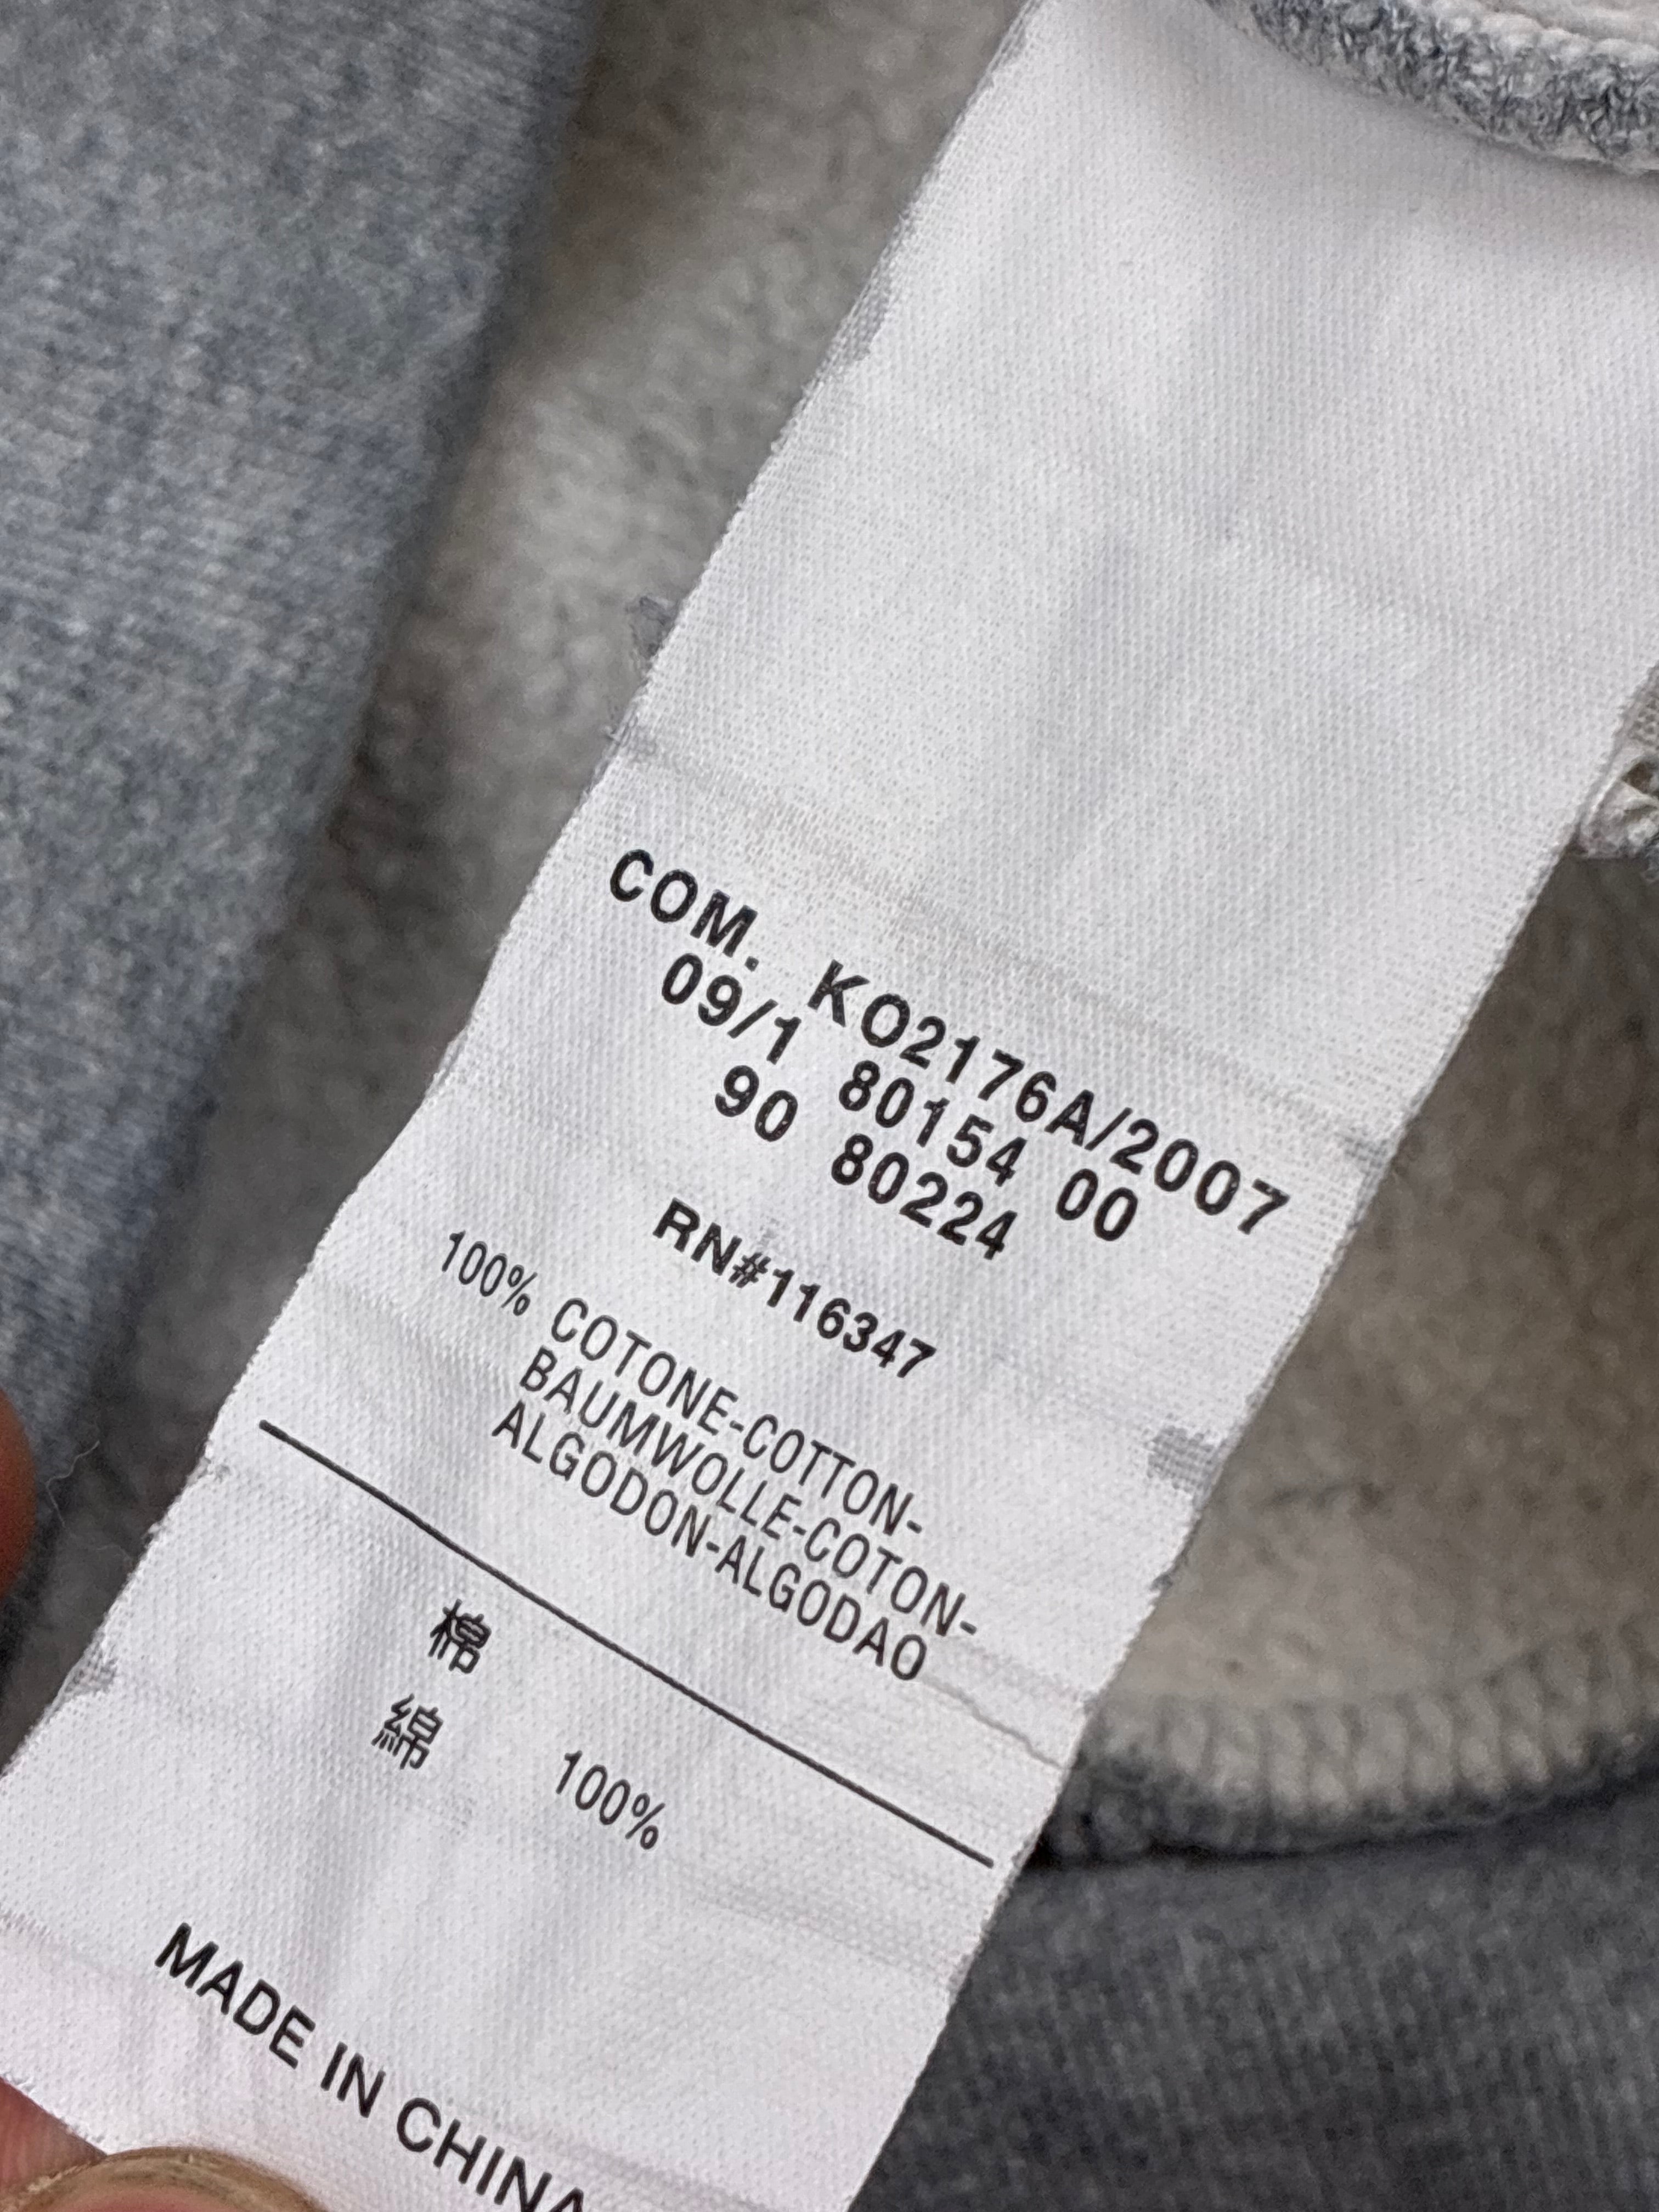 COM. KO2176A/2007
09/1 80154 00
90 80224
RN#116347
100% COTONE-COTTON-
BAUMWOLLE-COTON-
ALGODON-ALGODAO
棉
綿 100%
MADE IN CHINA